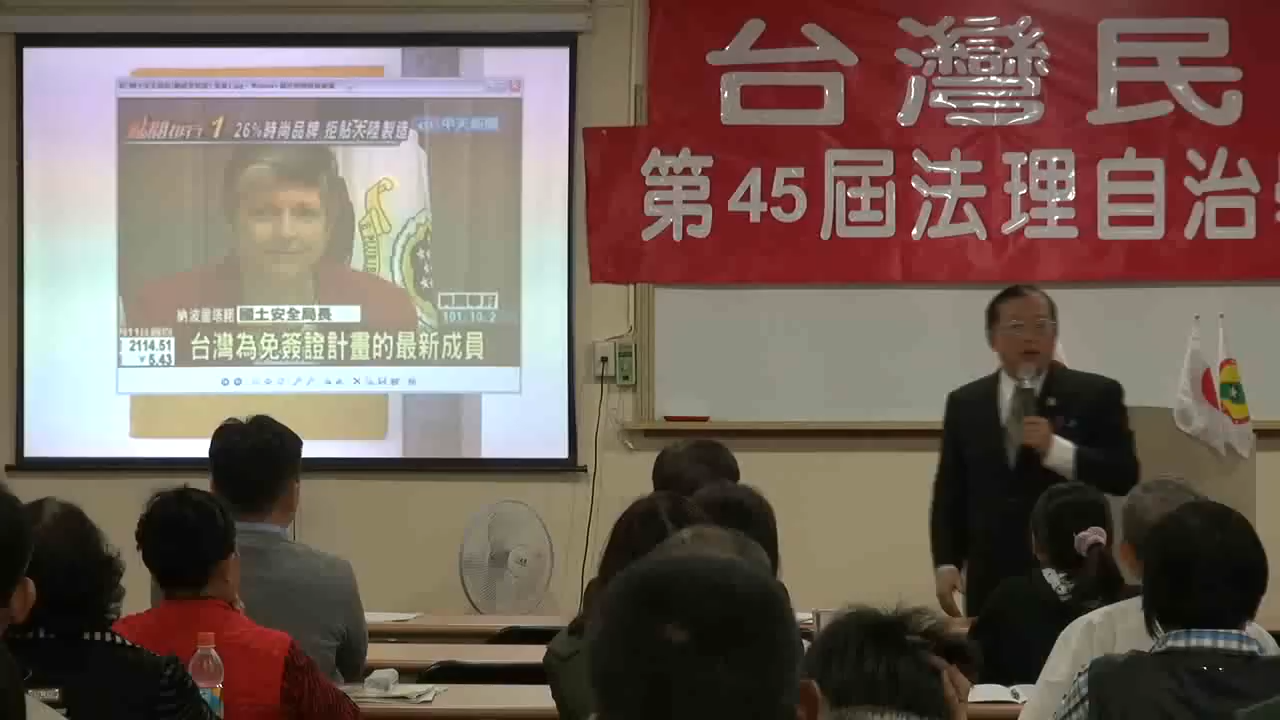 台灣民
第45屆法理自治
1 26%時尚品牌 拒貼大陸製造
中天新聞
納波里塔諾 國土安全局長
101.10.2
2114.51
5.43
台灣為免簽證計畫的最新成員